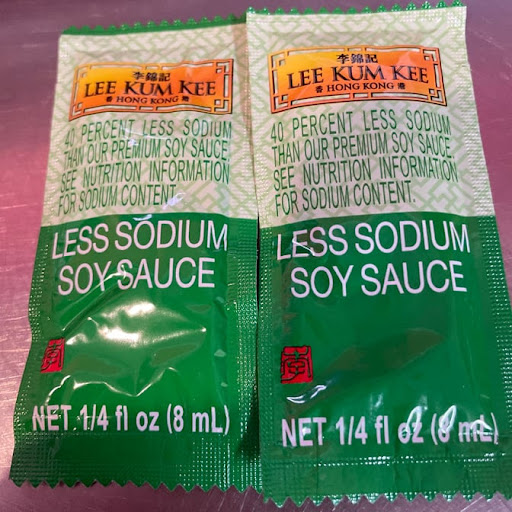 李錦記
LEE KUM KEE
香 HONG KONG 港
40 PERCENT LESS SODIUM
THAN OUR PREMIUM SOY SAUCE.
SEE NUTRITION INFORMATION
FOR SODIUM CONTENT.
LESS SODIUM
SOY SAUCE
NET 1/4 fl oz (8 mL)
李錦記
LEE KUM KEE
香 HONG KONG 港
40 PERCENT LESS SODIUM
THAN OUR PREMIUM SOY SAUCE.
SEE NUTRITION INFORMATION
FOR SODIUM CONTENT.
LESS SODIUM
SOY SAUCE
NET 1/4 fl oz (8 mL)